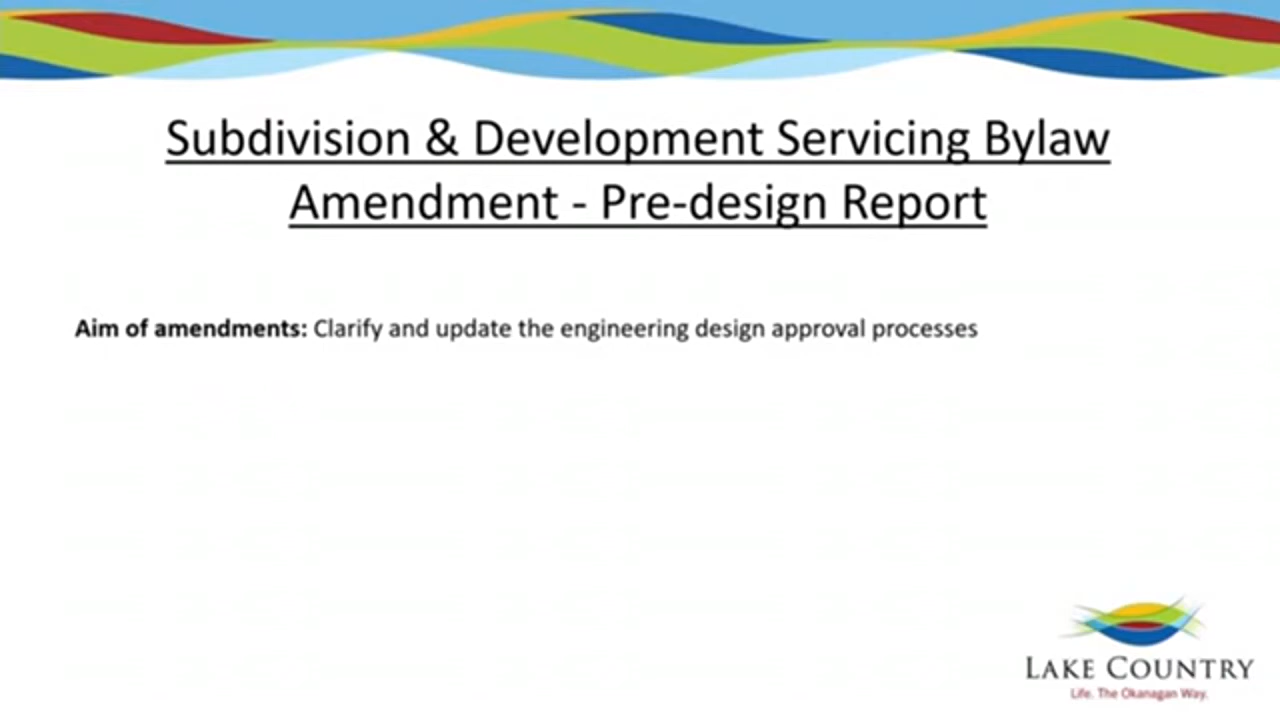 Subdivision & Development Servicing Bylaw
Amendment - Pre-design Report
Aim of amendments: Clarify and update the engineering design approval processes
LAKE COUNTRY
Life. The Okanagan Way.